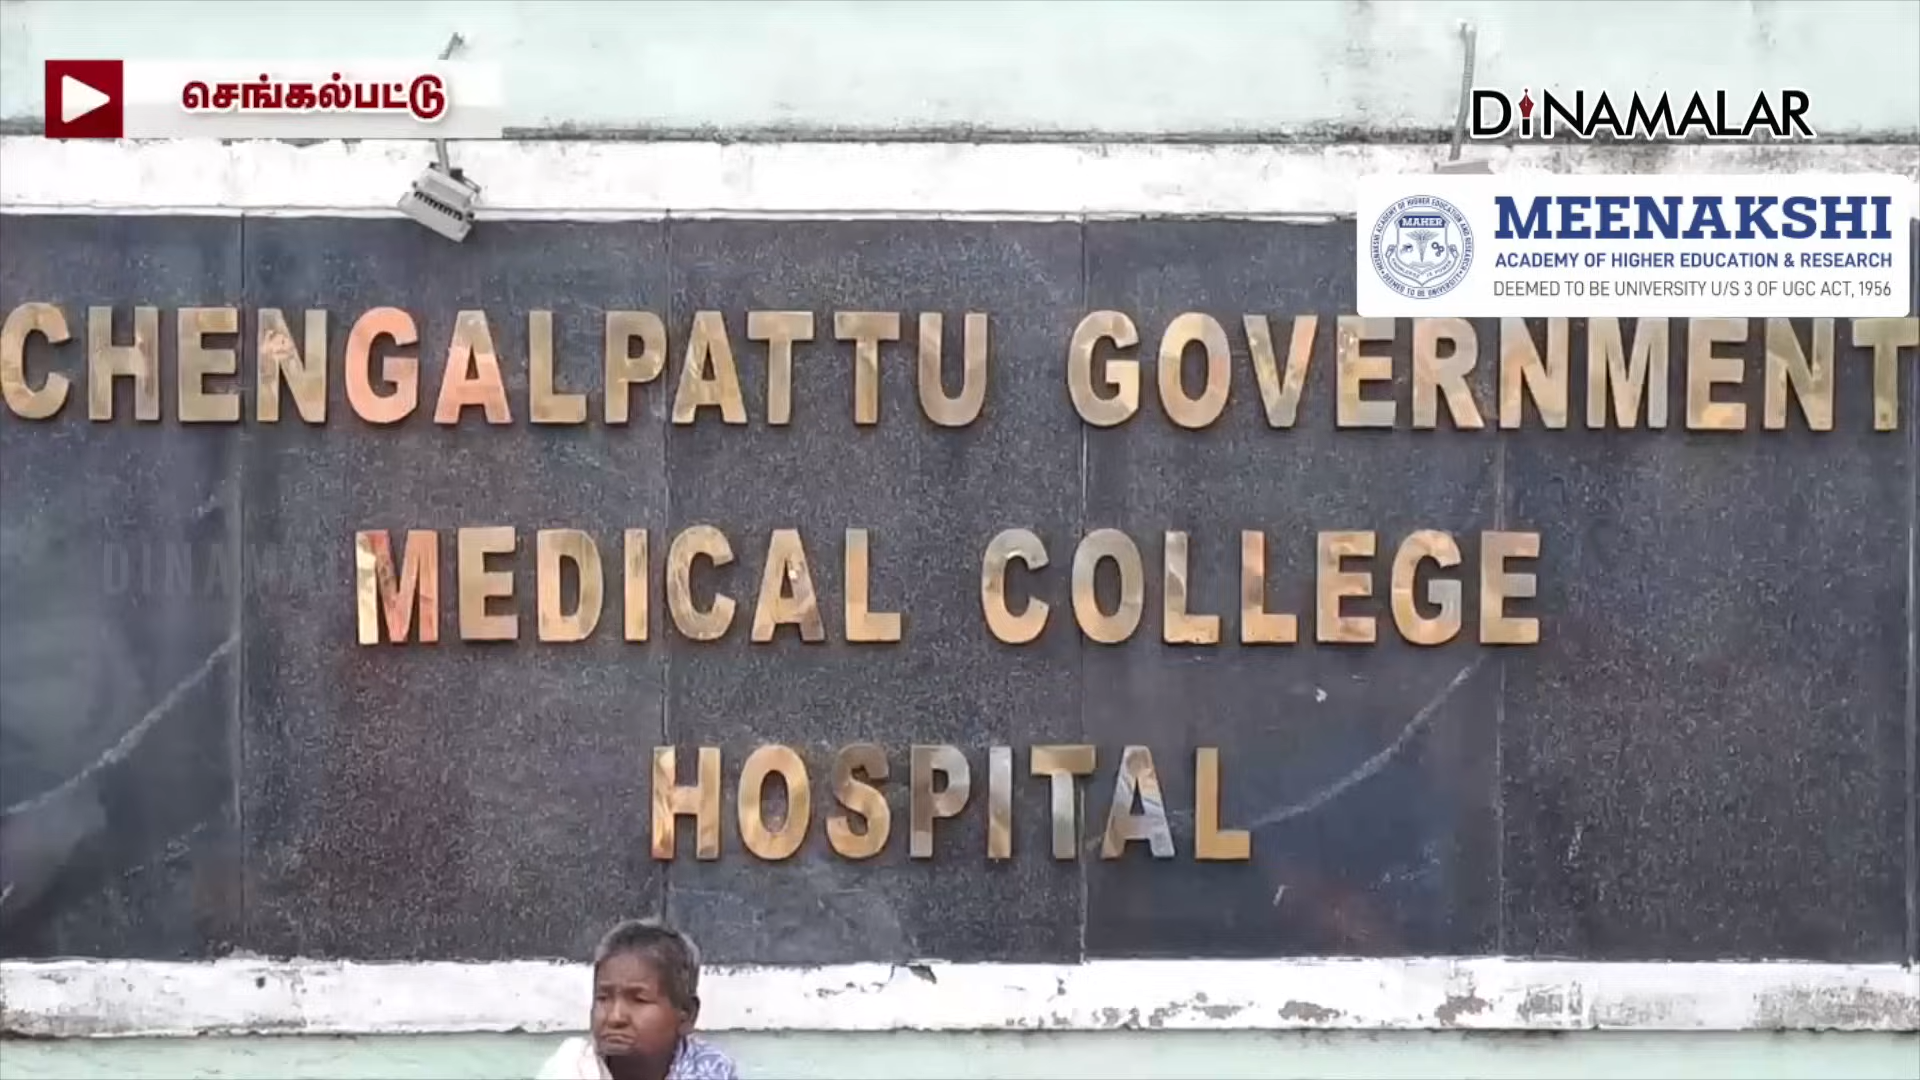 செங்கல்பட்டு
DINAMALAR
MAHER
MEENAKSHI
ACADEMY OF HIGHER EDUCATION & RESEARCH
DEEMED TO BE UNIVERSITY U/S 3 OF UGC ACT, 1956
CHENGALPATTU GOVERNMENT
MEDICAL COLLEGE
HOSPITAL